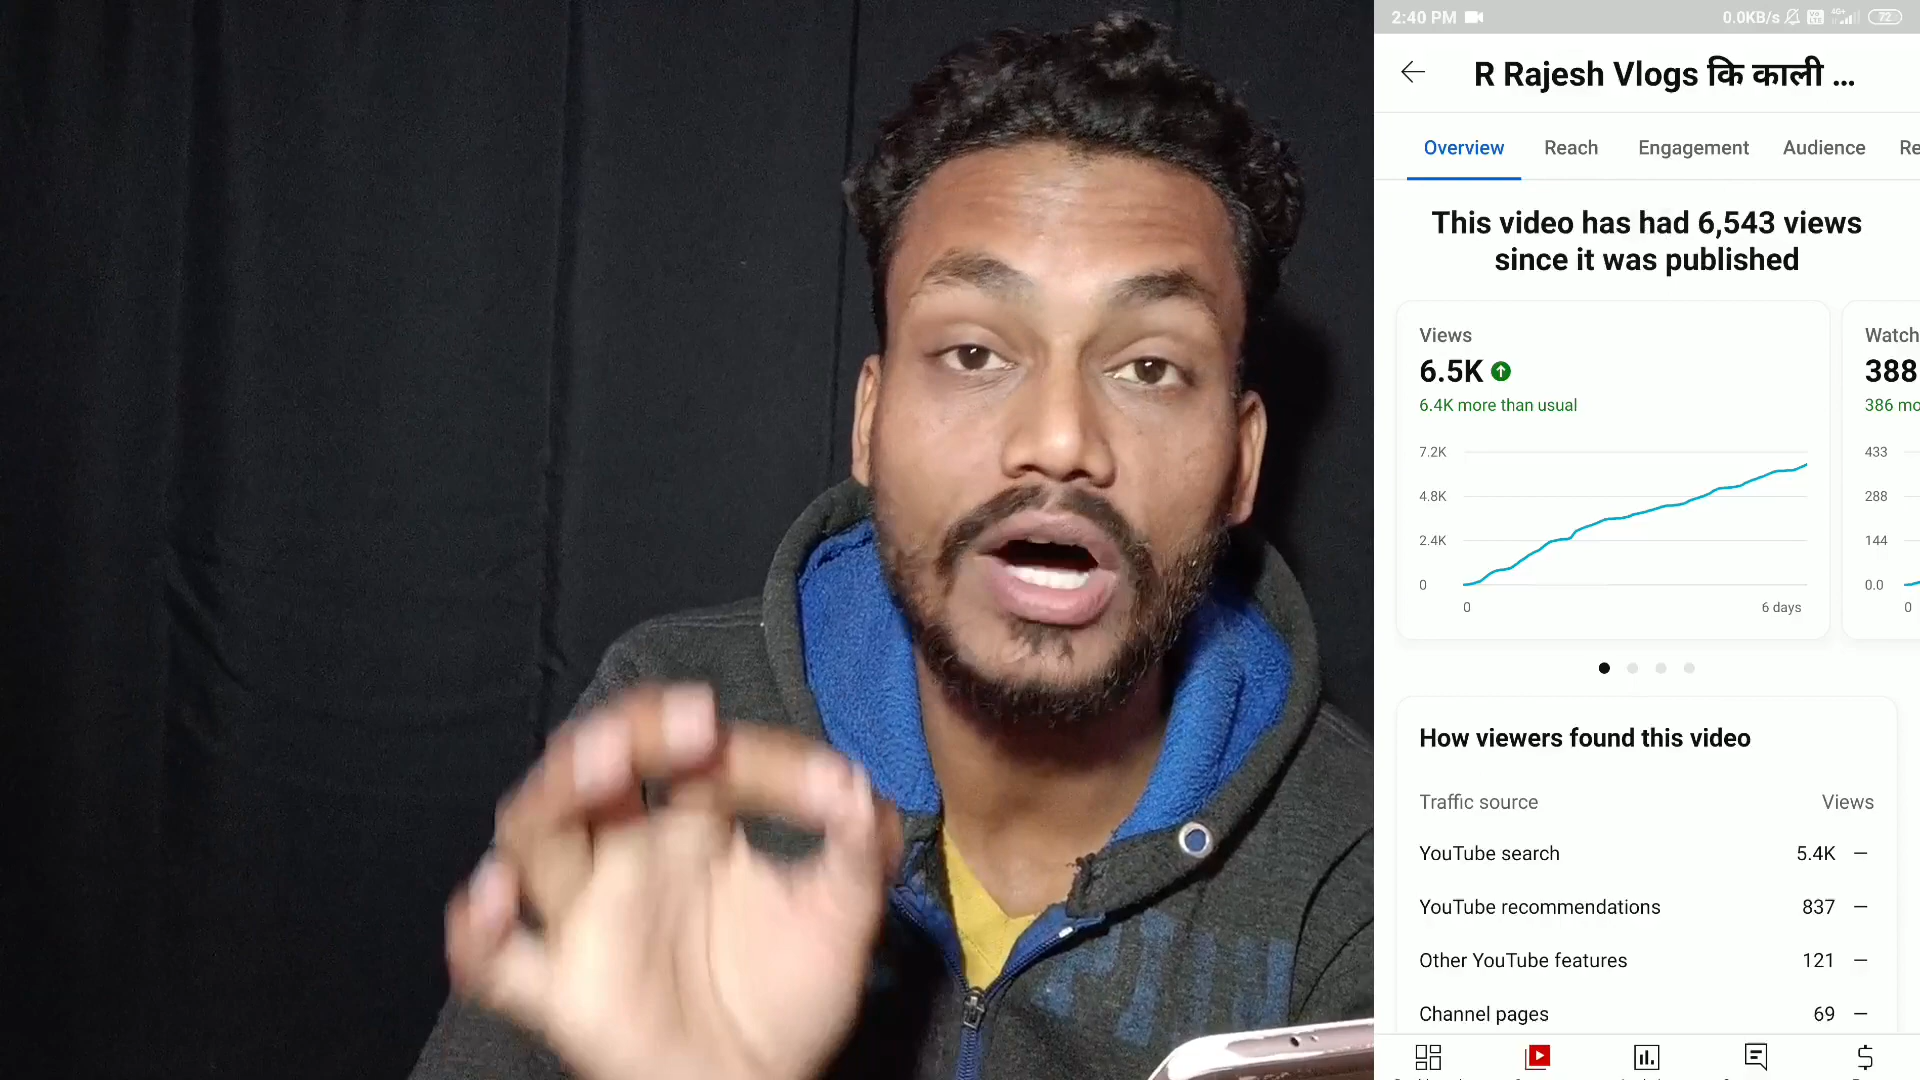 2:40 PM 0.0KB/s 4G+ 72
R Rajesh Vlogs कि काली ...
Overview Reach Engagement Audience Re
This video has had 6,543 views
since it was published
Views
6.5K
6.4K more than usual
7.2K
4.8K
2.4K
0
0 6 days
Watch
388
386 mo
433
288
144
0.0
0
How viewers found this video
Traffic source Views
YouTube search 5.4K —
YouTube recommendations 837 —
Other YouTube features 121 —
Channel pages 69 —